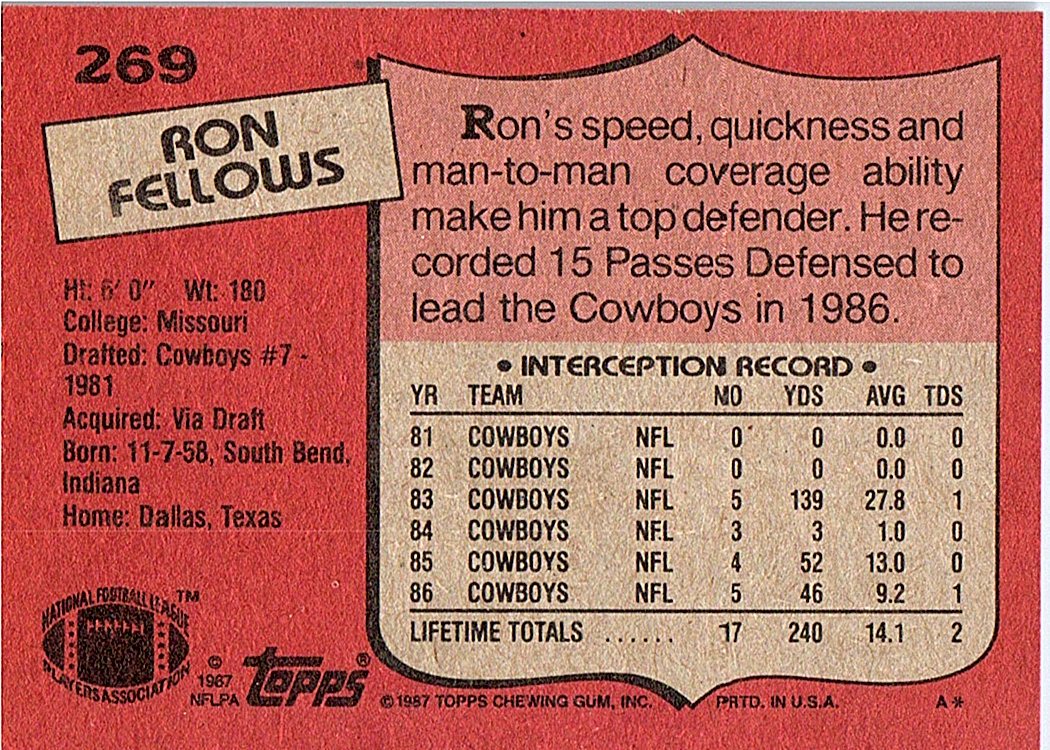 269
RON
FELLOWS
Ht: 6' 0" Wt: 180
College: Missouri
Drafted: Cowboys #7 -
1981
Acquired: Via Draft
Born: 11-7-58, South Bend,
Indiana
Home: Dallas, Texas
Ron's speed, quickness and
man-to-man coverage ability
make him a top defender. He re-
corded 15 Passes Defensed to
lead the Cowboys in 1986.
• INTERCEPTION RECORD •
YR TEAM NO YDS AVG TDS
81 COWBOYS NFL 0 0 0.0 0
82 COWBOYS NFL 0 0 0.0 0
83 COWBOYS NFL 5 139 27.8 1
84 COWBOYS NFL 3 3 1.0 0
85 COWBOYS NFL 4 52 13.0 0
86 COWBOYS NFL 5 46 9.2 1
LIFETIME TOTALS ...... 17 240 14.1 2
NATIONAL FOOTBALL LEAGUE ™
PLAYERS ASSOCIATION
©
1987
NFLPA
Topps®
©1987 TOPPS CHEWING GUM, INC. PRTD. IN U.S.A. A*